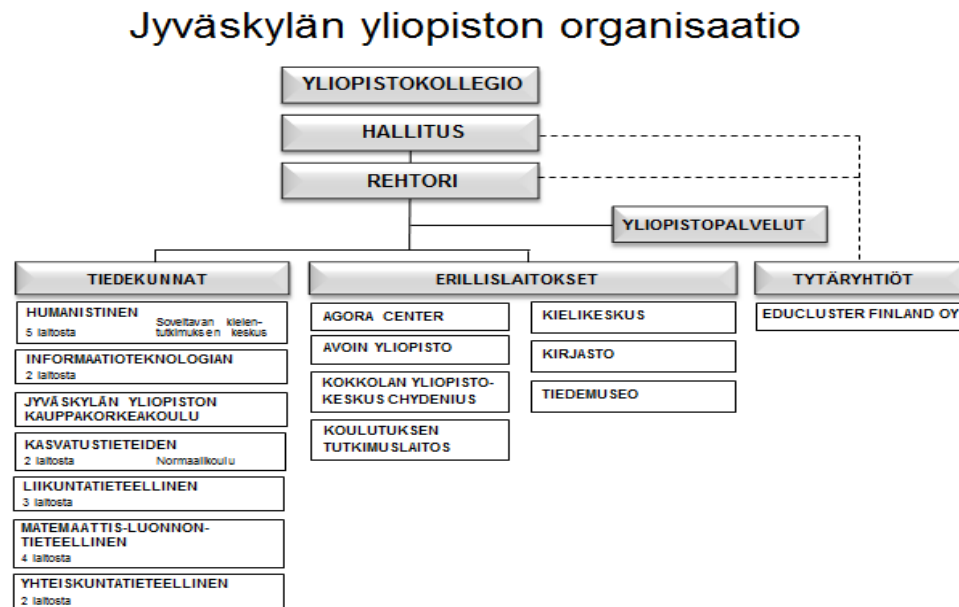 Jyväskylän yliopiston organisaatio
YLIOPISTOKOLLEGIO
HALLITUS
REHTORI
YLIOPISTOPALVELUT
TIEDEKUNNAT
HUMANISTINEN
5 laitosta
Soveltavan kielen-
tutkimuksen keskus
INFORMAATIOTEKNOLOGIAN
2 laitosta
JYVÄSKYLÄN YLIOPISTON
KAUPPAKORKEAKOULU
KASVATUSTIETEIDEN
2 laitosta
Normaalikoulu
LIIKUNTATIETEELLINEN
3 laitosta
MATEMAATTIS-LUONNON-
TIETEELLINEN
4 laitosta
YHTEISKUNTATIETEELLINEN
2 laitosta
ERILLISLAITOKSET
AGORA CENTER
AVOIN YLIOPISTO
KOKKOLAN YLIOPISTO-
KESKUS CHYDENIUS
KOULUTUKSEN
TUTKIMUSLAITOS
KIELIKESKUS
KIRJASTO
TIEDEMUSEO
TYTÄRYHTIÖT
EDUCLUSTER FINLAND OY